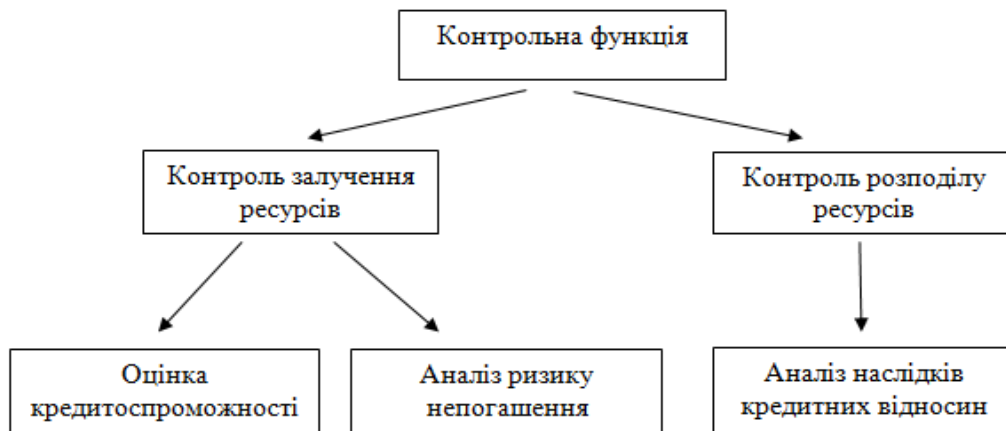 Контрольна функція
Контроль залучення
ресурсів
Контроль розподілу
ресурсів
Оцінка
кредитоспроможності
Аналіз ризику
непогашення
Аналіз наслідків
кредитних відносин